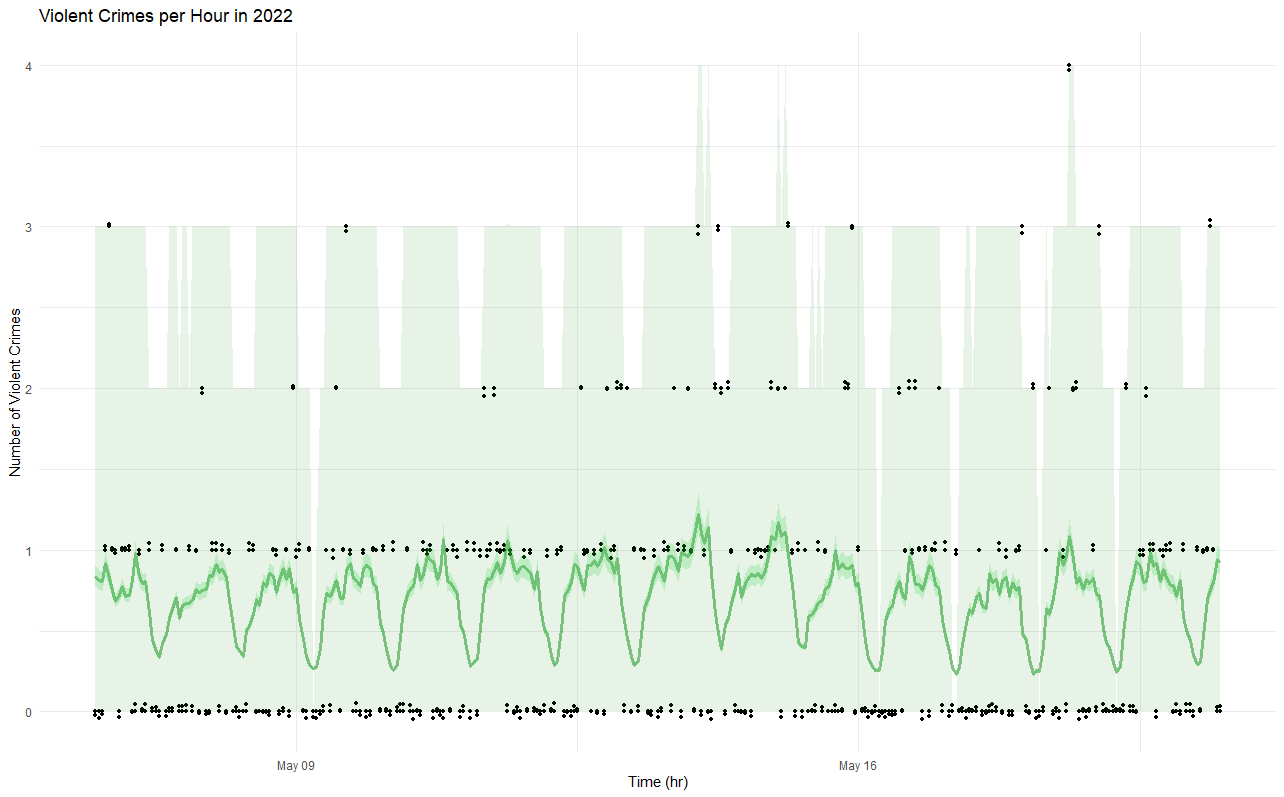 Violent Crimes per Hour in 2022
Number of Violent Crimes
4
3
2
1
0
May 09
May 16
Time (hr)